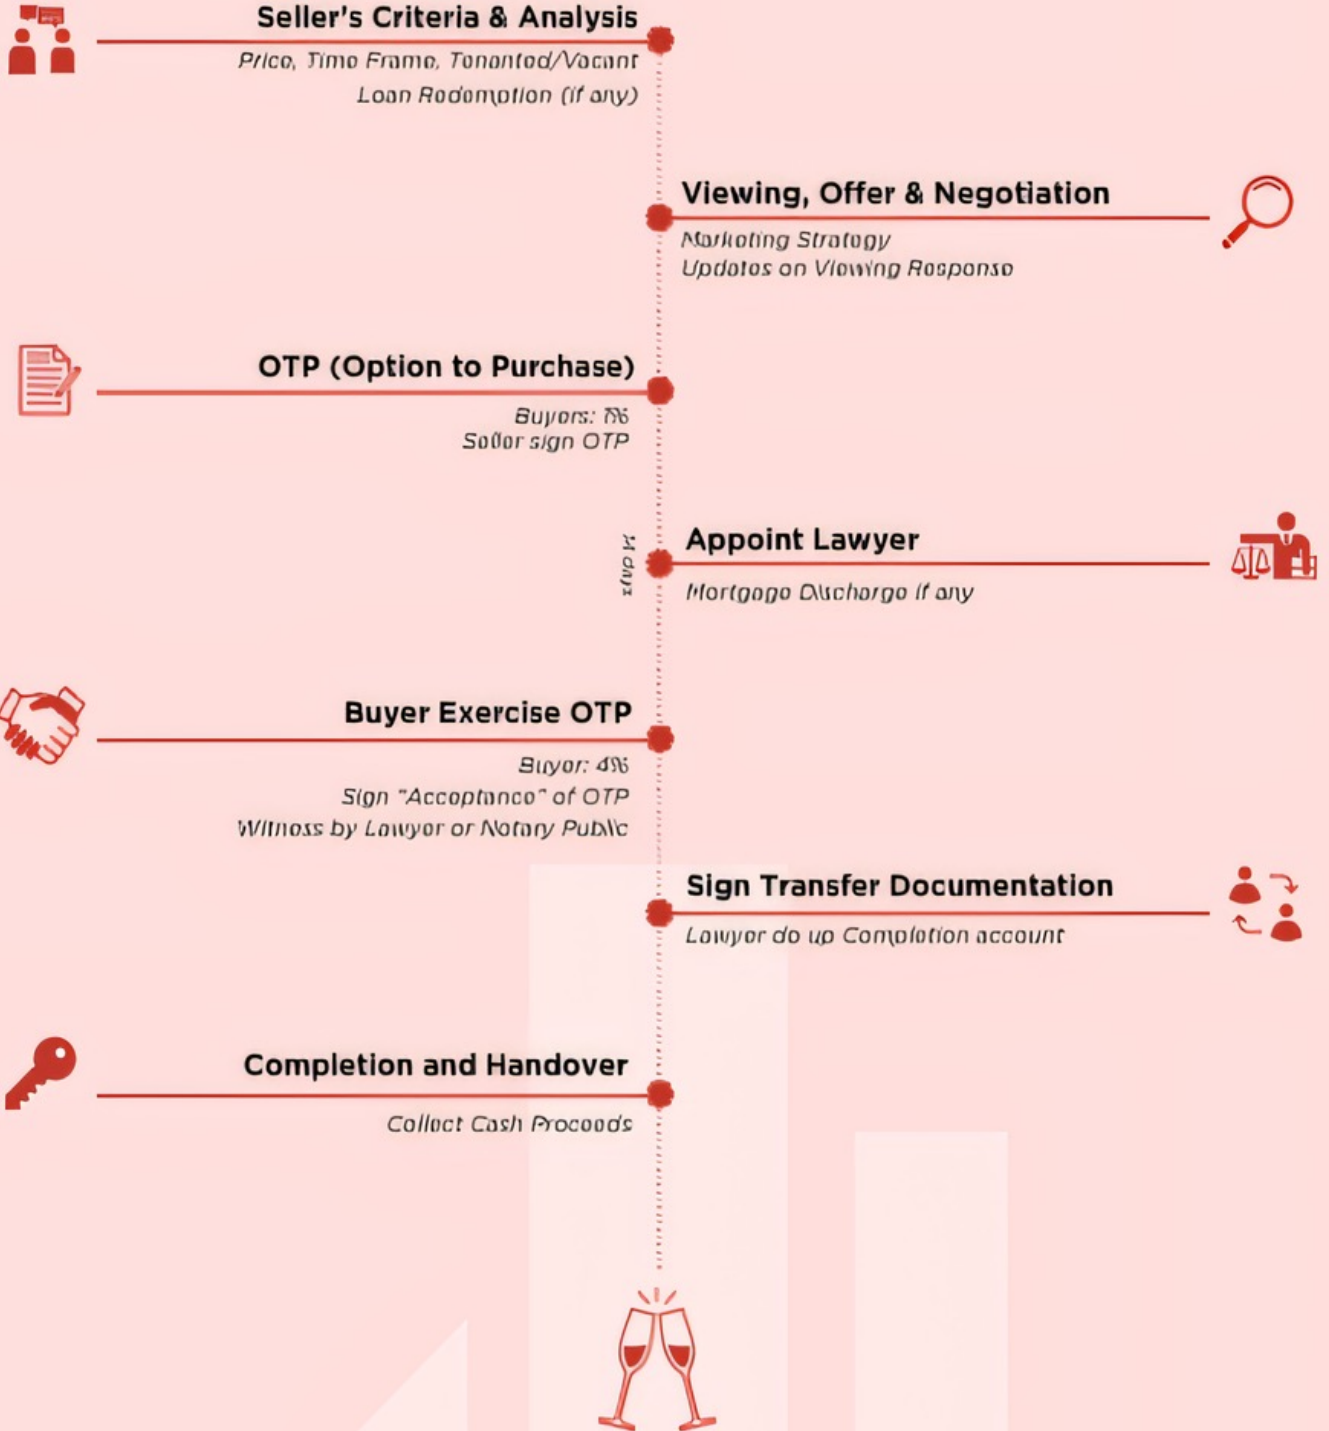 Seller's Criteria & Analysis
Price, Time Frame, Tenanted/Vacant
Loan Redemption (if any)
Viewing, Offer & Negotiation
Marketing Strategy
Updates on Viewing Response
OTP (Option to Purchase)
Buyers:
Seller sign OTP
days
Appoint Lawyer
Mortgage Discharge if any
Buyer Exercise OTP
Buyer: 4%
Sign "Acceptance" of OTP
Witness by Lawyer or Notary Public
Sign Transfer Documentation
Lawyer do up Completion account
Completion and Handover
Collect Cash Proceeds